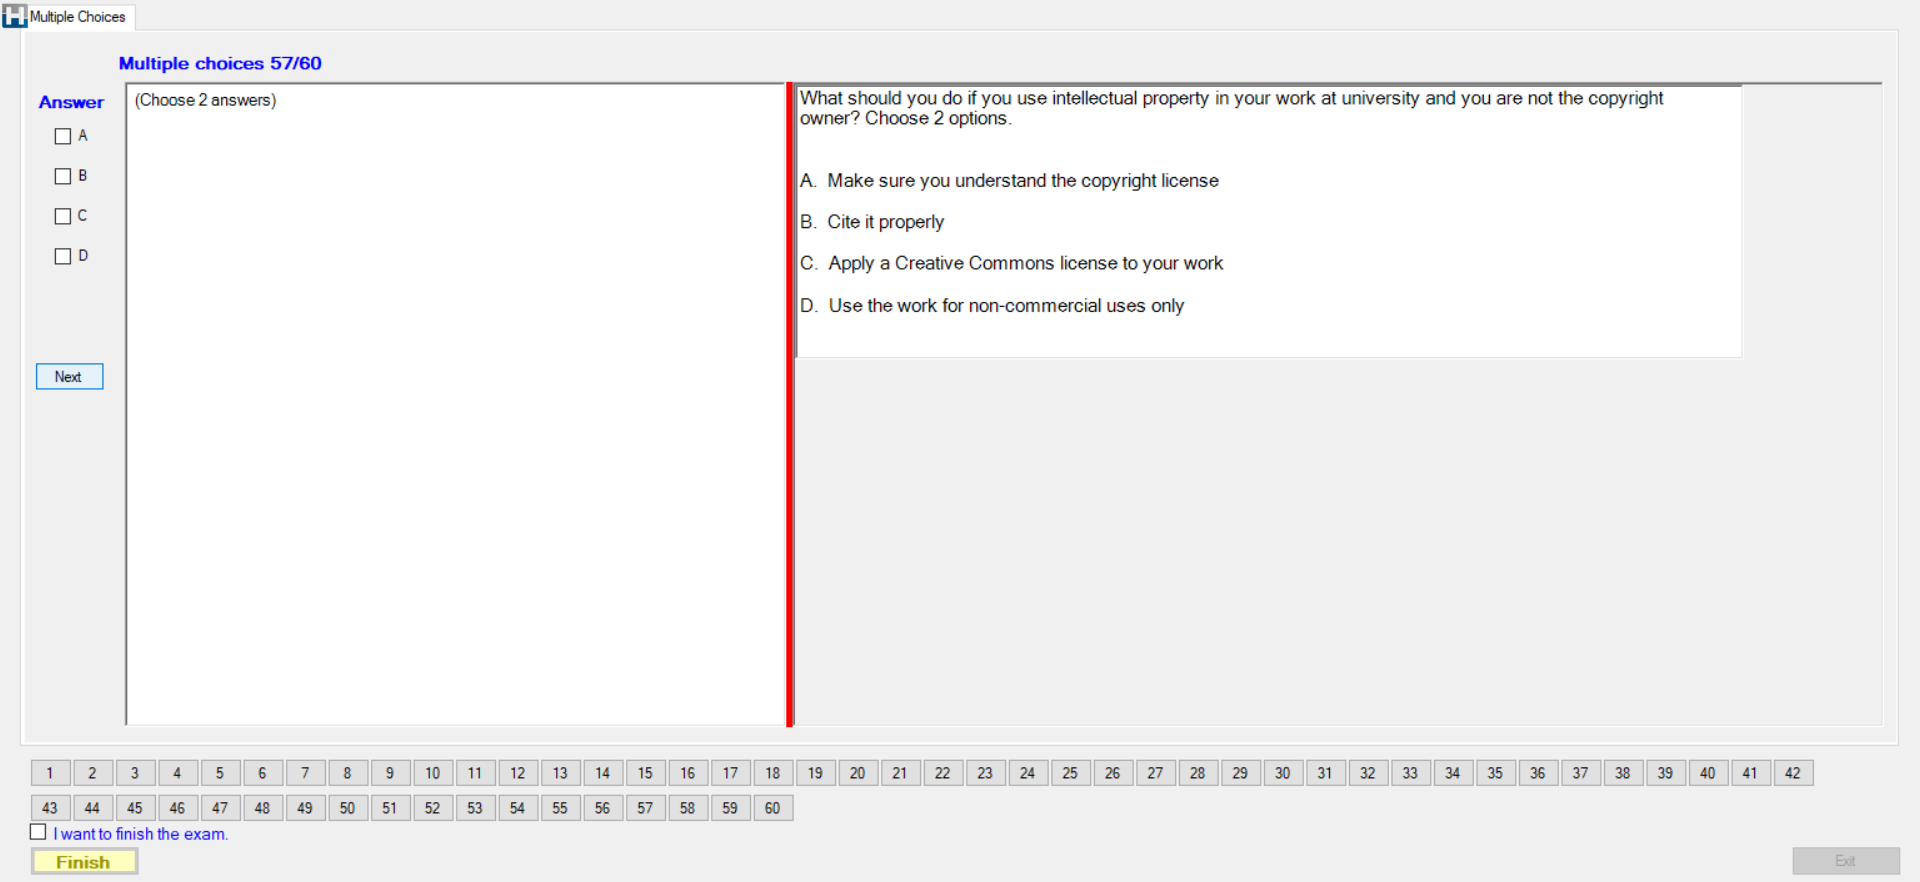 Multiple Choices
Multiple choices 57/60
Answer
A
B
C
D
Next
(Choose 2 answers)
What should you do if you use intellectual property in your work at university and you are not the copyright
owner? Choose 2 options.
A. Make sure you understand the copyright license
B. Cite it properly
C. Apply a Creative Commons license to your work
D. Use the work for non-commercial uses only
1 2 3 4 5 6 7 8 9 10 11 12 13 14 15 16 17 18 19 20 21 22 23 24 25 26 27 28 29 30 31 32 33 34 35 36 37 38 39 40 41 42
43 44 45 46 47 48 49 50 51 52 53 54 55 56 57 58 59 60
I want to finish the exam.
Finish
Exit